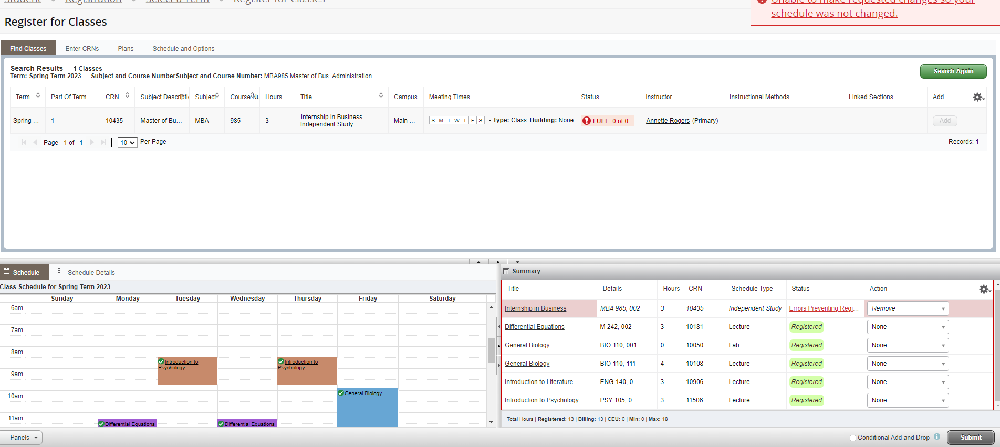 Student • Registration • Select a Term • Register for Classes
Unable to make requested changes so your
schedule was not changed.
Register for Classes
Find Classes Enter CRNs Plans Schedule and Options
Search Results — 1 Classes
Term: Spring Term 2023 Subject and Course NumberSubject and Course Number: MBA985 Master of Bus. Administration
Search Again
Term Part Of Term CRN Subject Descriptic Subject Course Nu Hours Title Campus Meeting Times Status Instructor Instructional Methods Linked Sections Add
Spring ... 1 10435 Master of Bu... MBA 985 3 Internship in Business Main ... S M T W T F S - Type: Class Building: None FULL: 0 of 0... Annette Rogers (Primary) Add
Independent Study
Page 1 of 1 10 Per Page Records: 1
Schedule Schedule Details
Class Schedule for Spring Term 2023
Sunday Monday Tuesday Wednesday Thursday Friday Saturday
6am
7am
8am
Introduction to Introduction to
Psychology Psychology
9am
10am General Biology
11am
Differential Equations Differential Equations
Summary
Title Details Hours CRN Schedule Type Status Action
Internship in Business MBA 985, 002 3 10435 Independent Study Errors Preventing Regi... Remove
Differential Equations M 242, 002 3 10181 Lecture Registered None
General Biology BIO 110, 001 0 10050 Lab Registered None
General Biology BIO 110, 111 4 10108 Lecture Registered None
Introduction to Literature ENG 140, 0 3 10906 Lecture Registered None
Introduction to Psychology PSY 105, 0 3 11506 Lecture Registered None
Total Hours | Registered: 13 | Billing: 13 | CEU: 0 | Min: 0 | Max: 18
Panels Conditional Add and Drop Submit